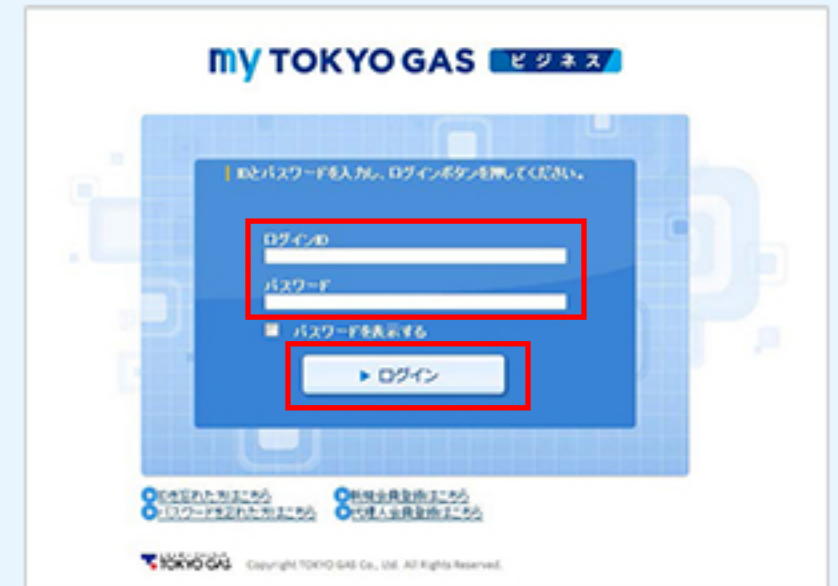 my TOKYO GAS ビジネス
IDとパスワードを入力し、ログインボタンを押してください。
ログインID
パスワード
パスワードを表示する
ログイン
IDを忘れた方はこちら 新規会員登録はこちら
パスワードを忘れた方はこちら 代理人会員登録はこちら
TOKYO GAS Copyright TOKYO GAS Co., Ltd. All Rights Reserved.